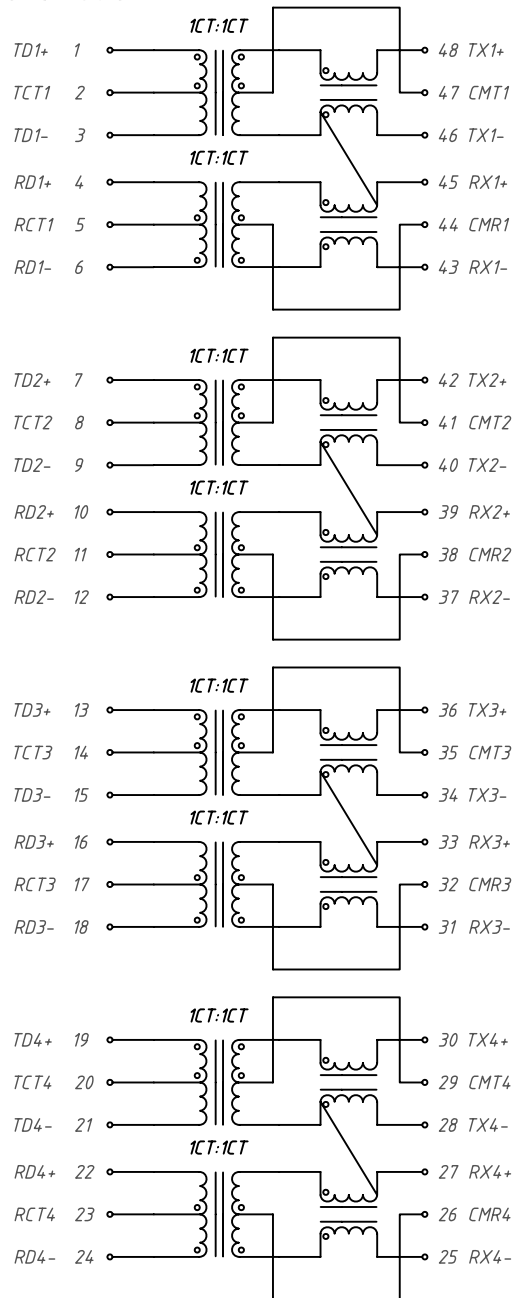 1CT:1CT
TD1+ 1 48 TX1+
TCT1 2 47 CMT1
TD1- 3 46 TX1-
1CT:1CT
RD1+ 4 45 RX1+
RCT1 5 44 CMR1
RD1- 6 43 RX1-
1CT:1CT
TD2+ 7 42 TX2+
TCT2 8 41 CMT2
TD2- 9 40 TX2-
1CT:1CT
RD2+ 10 39 RX2+
RCT2 11 38 CMR2
RD2- 12 37 RX2-
1CT:1CT
TD3+ 13 36 TX3+
TCT3 14 35 CMT3
TD3- 15 34 TX3-
1CT:1CT
RD3+ 16 33 RX3+
RCT3 17 32 CMR3
RD3- 18 31 RX3-
1CT:1CT
TD4+ 19 30 TX4+
TCT4 20 29 CMT4
TD4- 21 28 TX4-
1CT:1CT
RD4+ 22 27 RX4+
RCT4 23 26 CMR4
RD4- 24 25 RX4-